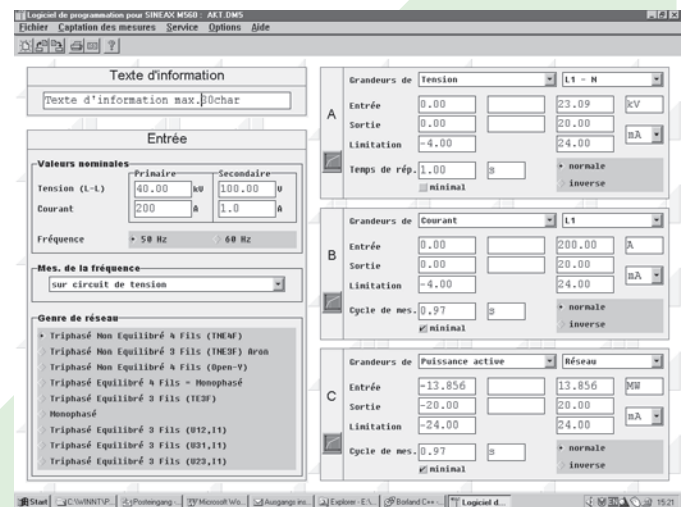 Logiciel de programmation pour SINEAX M560 : AKT.DM5
Fichier Captation des mesures Service Options Aide
Texte d'information
Texte d'information max.30char
Entrée
Valeurs nominales
Primaire Secondaire
Tension (L-L) 40.00 kV 100.00 V
Courant 200 A 1.0 A
Fréquence 50 Hz 60 Hz
Mes. de la fréquence
sur circuit de tension
Genre de réseau
Triphasé Non Equilibré 4 Fils (TNE4F)
Triphasé Non Equilibré 3 Fils (TNE3F) Aron
Triphasé Non Equilibré 4 Fils (Open-Y)
Triphasé Equilibré 4 Fils = Monophasé
Triphasé Equilibré 3 Fils (TE3F)
Monophasé
Triphasé Equilibré 3 Fils (U12,I1)
Triphasé Equilibré 3 Fils (U31,I1)
Triphasé Equilibré 3 Fils (U23,I1)
A
Grandeurs de Tension L1 - N
Entrée 0.00 23.09 kV
Sortie 0.00 20.00 mA
Limitation -4.00 24.00
Temps de rép. 1.00 s normale
minimal inverse
B
Grandeurs de Courant L1
Entrée 0.00 200.00 A
Sortie 0.00 20.00 mA
Limitation -4.00 24.00
Cycle de mes. 0.97 s normale
minimal inverse
C
Grandeurs de Puissance active Réseau
Entrée -13.856 13.856 MW
Sortie -20.00 20.00 mA
Limitation -24.00 24.00
Cycle de mes. 0.97 s normale
minimal inverse
Start C:\WINNT\P... Posteingang -... Microsoft Wo... Ausgangs ins... Explorer - E:\... Borland C++ -... Logiciel d... 15:21